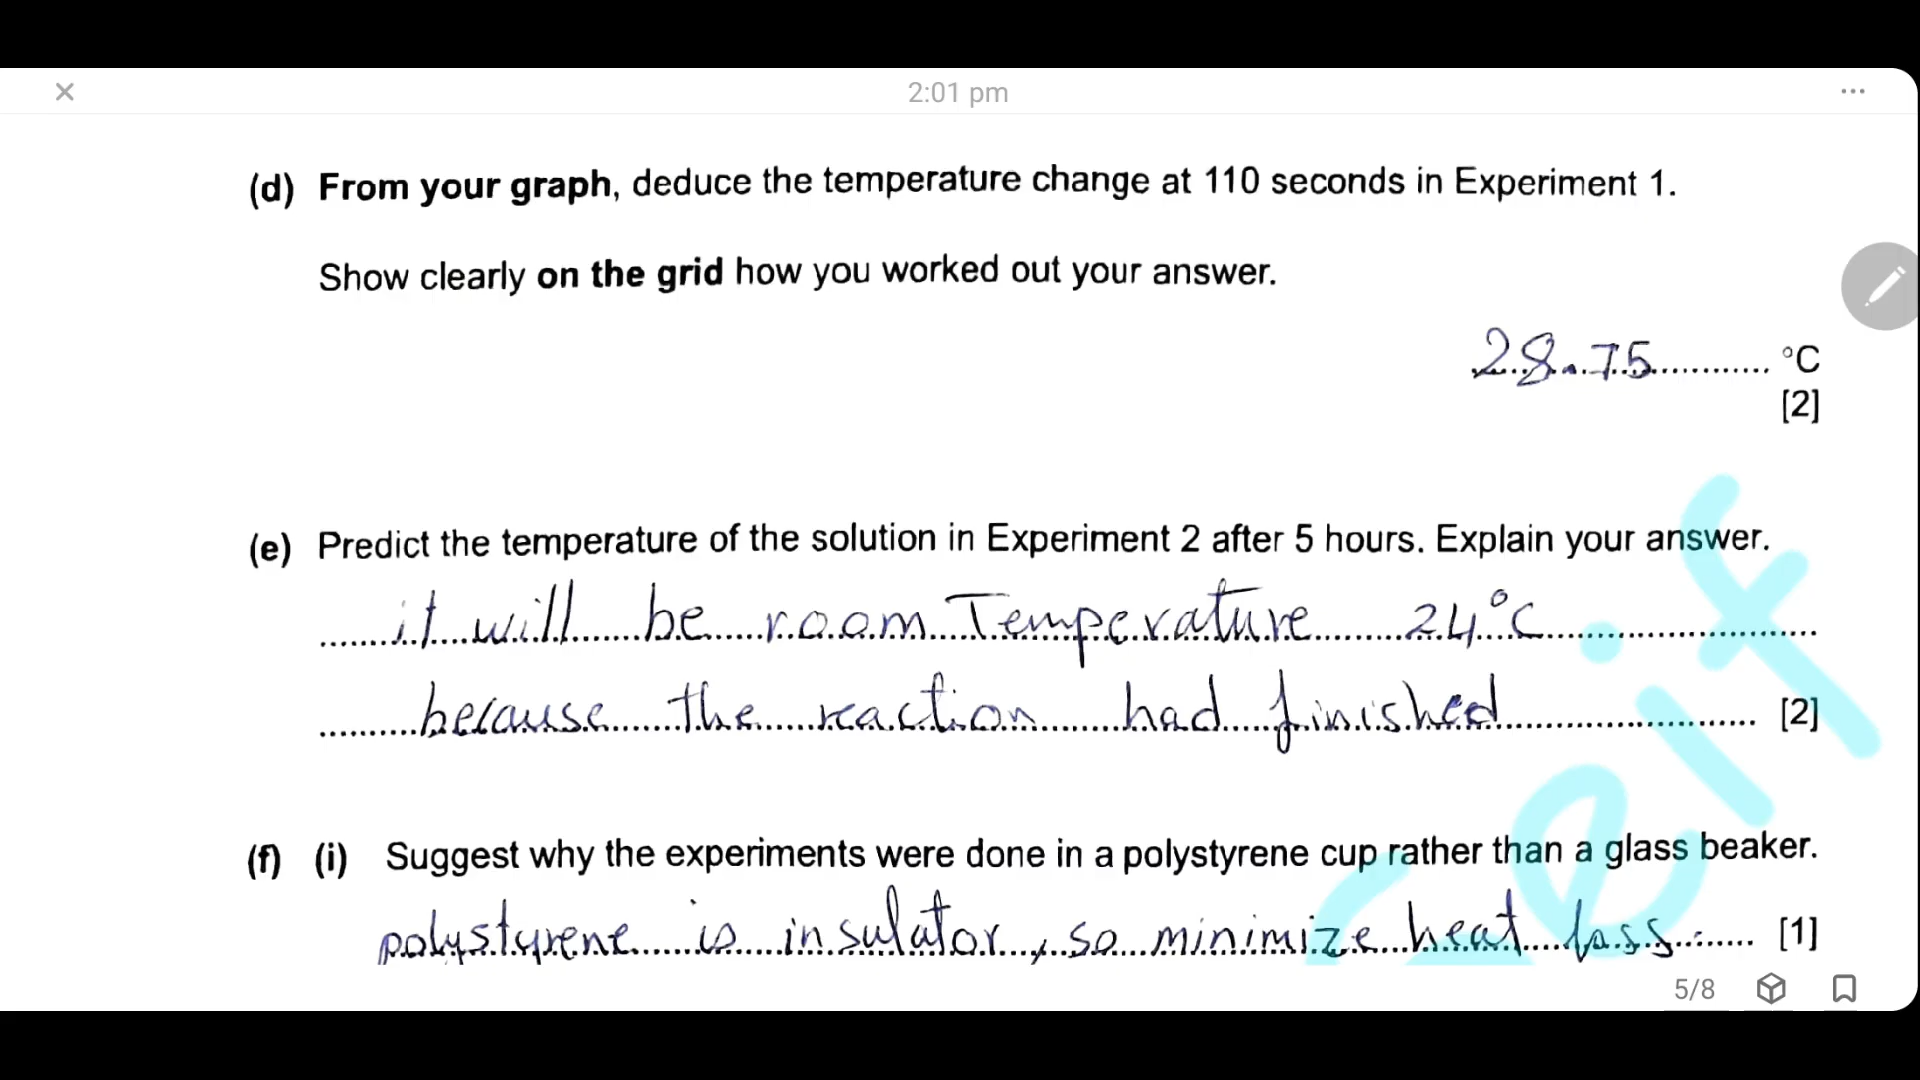 2:01 pm
(d) From your graph, deduce the temperature change at 110 seconds in Experiment 1.
Show clearly on the grid how you worked out your answer.
28.75 °C
[2]
(e) Predict the temperature of the solution in Experiment 2 after 5 hours. Explain your answer.
it will be room Temperature 24°C
because the reaction had finished [2]
(f) (i) Suggest why the experiments were done in a polystyrene cup rather than a glass beaker.
polystyrene is insulator, so minimize heat loss. [1]
5/8